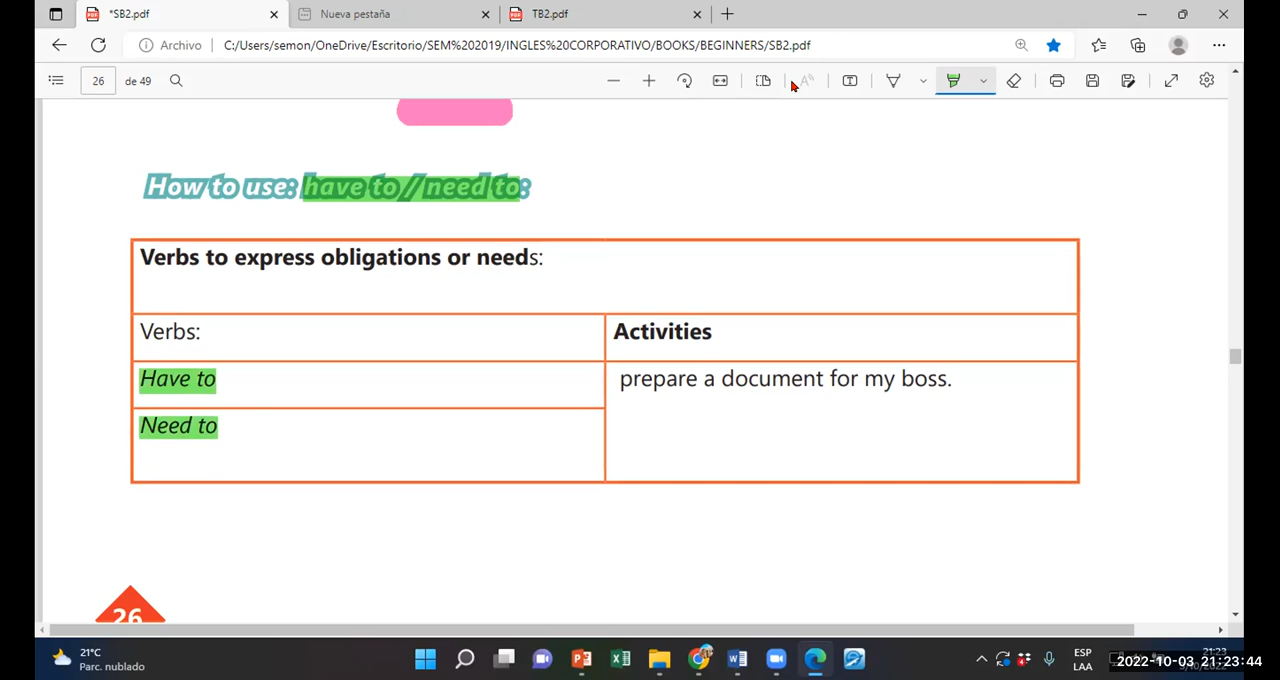 *SB2.pdf
Nueva pestaña
TB2.pdf
Archivo
C:/Users/semon/OneDrive/Escritorio/SEM%202019/INGLES%20CORPORATIVO/BOOKS/BEGINNERS/SB2.pdf
26 de 49
How to use: have to // need to:
Verbs to express obligations or needs:
Verbs:
Activities
Have to
prepare a document for my boss.
Need to
26
21°C
Parc. nublado
ESP
LAA
21:23
2022-10-03 21:23:44